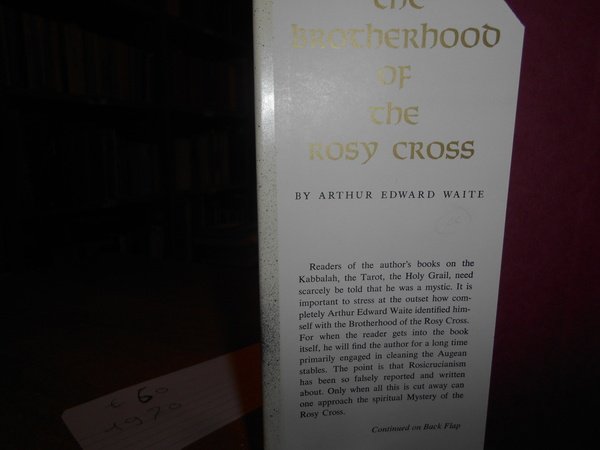 the
BROTHERHOOD
OF
the
ROSY CROSS
BY ARTHUR EDWARD WAITE
Readers of the author's books on the
Kabbalah, the Tarot, the Holy Grail, need
scarcely be told that he was a mystic. It is
important to stress at the outset how com-
pletely Arthur Edward Waite identified him-
self with the Brotherhood of the Rosy Cross.
For when the reader gets into the book
itself, he will find the author for a long time
primarily engaged in cleaning the Augean
stables. The point is that Rosicrucianism
has been so falsely reported and written
about. Only when all this is cut away can
one approach the spiritual Mystery of the
Rosy Cross.
Continued on Back Flap
€ 60
1970